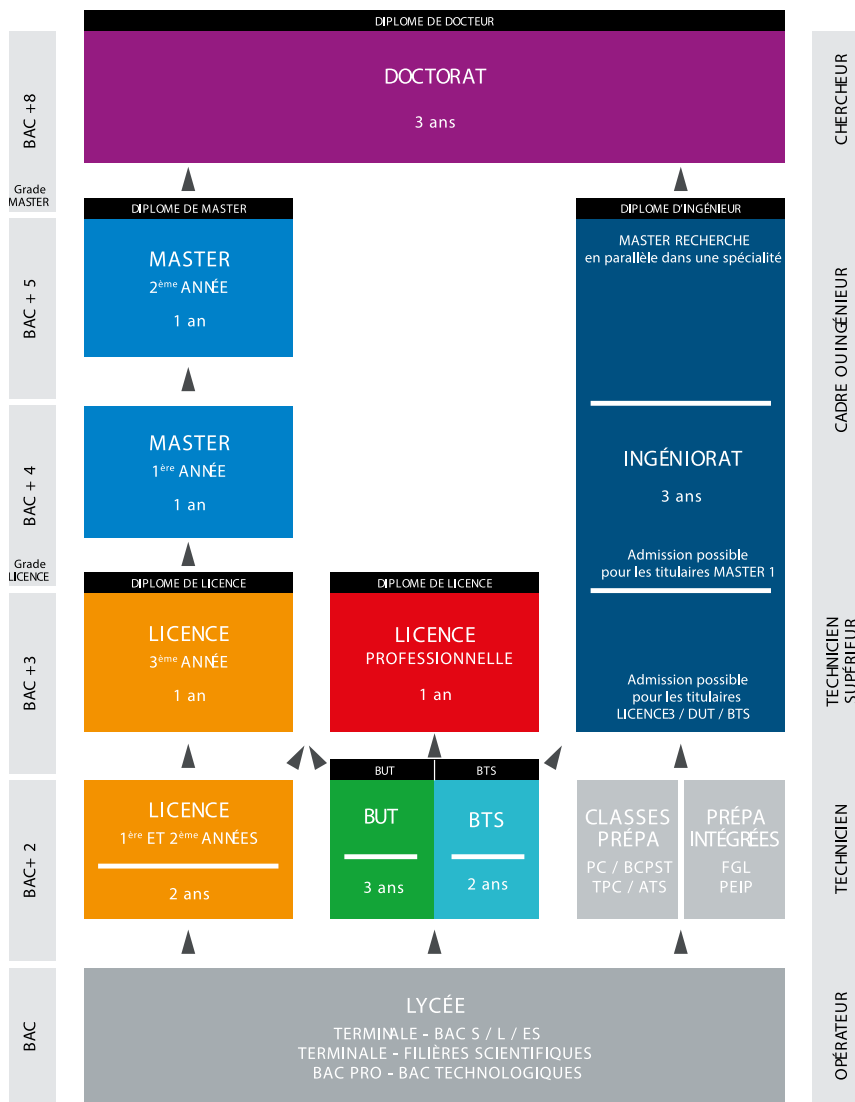 DIPLOME DE DOCTEUR
DOCTORAT
3 ans
BAC +8
CHERCHEUR
Grade
MASTER
DIPLOME DE MASTER
MASTER
2ème ANNÉE
1 an
DIPLOME D'INGÉNIEUR
MASTER RECHERCHE
en parallèle dans une spécialité
BAC + 5
CADRE OU INGÉNIEUR
MASTER
1ère ANNÉE
1 an
BAC + 4
INGÉNIORAT
3 ans
Admission possible
pour les titulaires MASTER 1
Grade
LICENCE
DIPLOME DE LICENCE
LICENCE
3ème ANNÉE
1 an
DIPLOME DE LICENCE
LICENCE
PROFESSIONNELLE
1 an
Admission possible
pour les titulaires
LICENCE3 / DUT / BTS
BAC +3
TECHNICIEN
SUPÉRIEUR
LICENCE
1ère ET 2ème ANNÉES
2 ans
BUT
BTS
BUT
3 ans
BTS
2 ans
CLASSES
PRÉPA
PC / BCPST
TPC / ATS
PRÉPA
INTÉGRÉES
FGL
PEIP
BAC+ 2
TECHNICIEN
LYCÉE
TERMINALE – BAC S / L / ES
TERMINALE – FILIÈRES SCIENTIFIQUES
BAC PRO – BAC TECHNOLOGIQUES
BAC
OPÉRATEUR